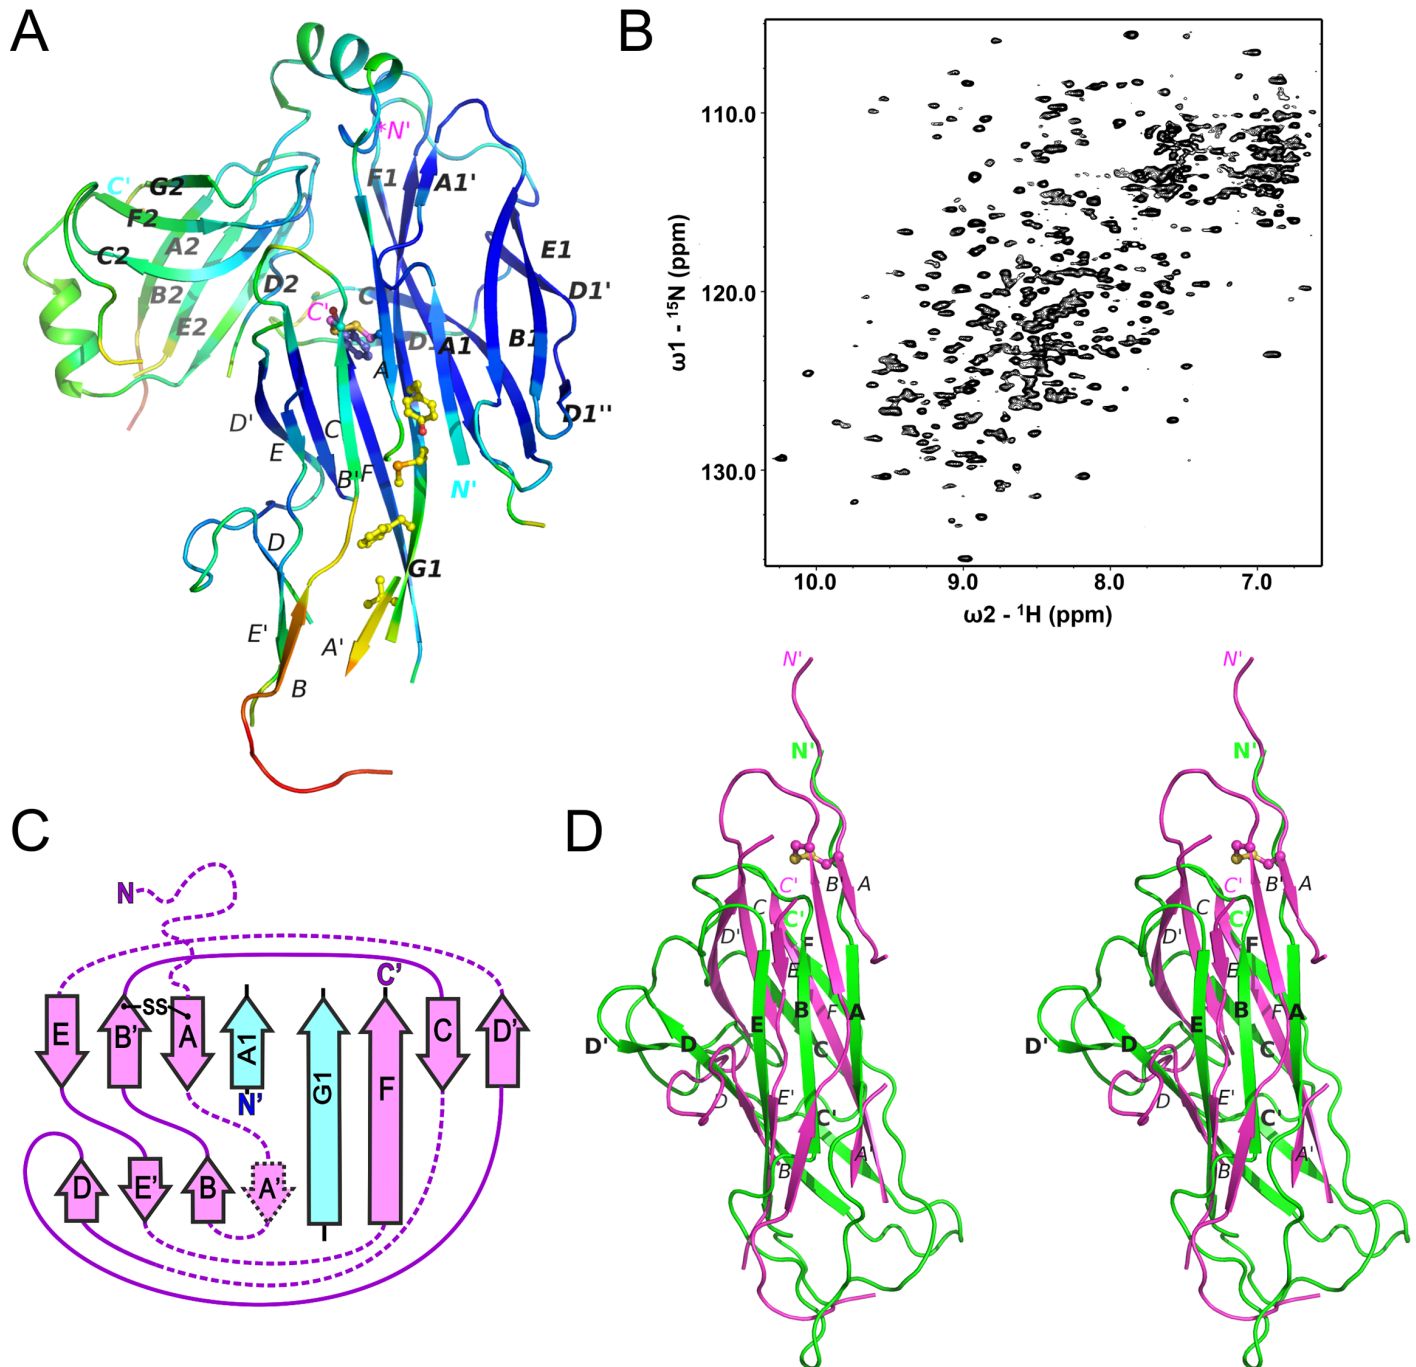 A
*N'
F1
A1'
C'
G2
F2
A2
C2
E1
D2
D1'
B2
C
C'
E2
D1
A1
B1
A
D1''
D'
C
E
B'
F
N'
D
G1
E'
A'
B
B
110.0
120.0
130.0
ω1 - ¹⁵N (ppm)
10.0 9.0 8.0 7.0
ω2 - ¹H (ppm)
C
N
C'
E
B'
-SS-
A
A1
N'
G1
F
C
D'
D
E'
B
A'
D
N'
N'
C'
B'
A
C
C'
D'
F
E
E
B
F
A
D'
D
C
D
E'
C'
B
A'
N'
N'
C'
B'
A
C
C'
D'
F
E
E
B
F
A
D'
D
C
D
E'
C'
B
A'